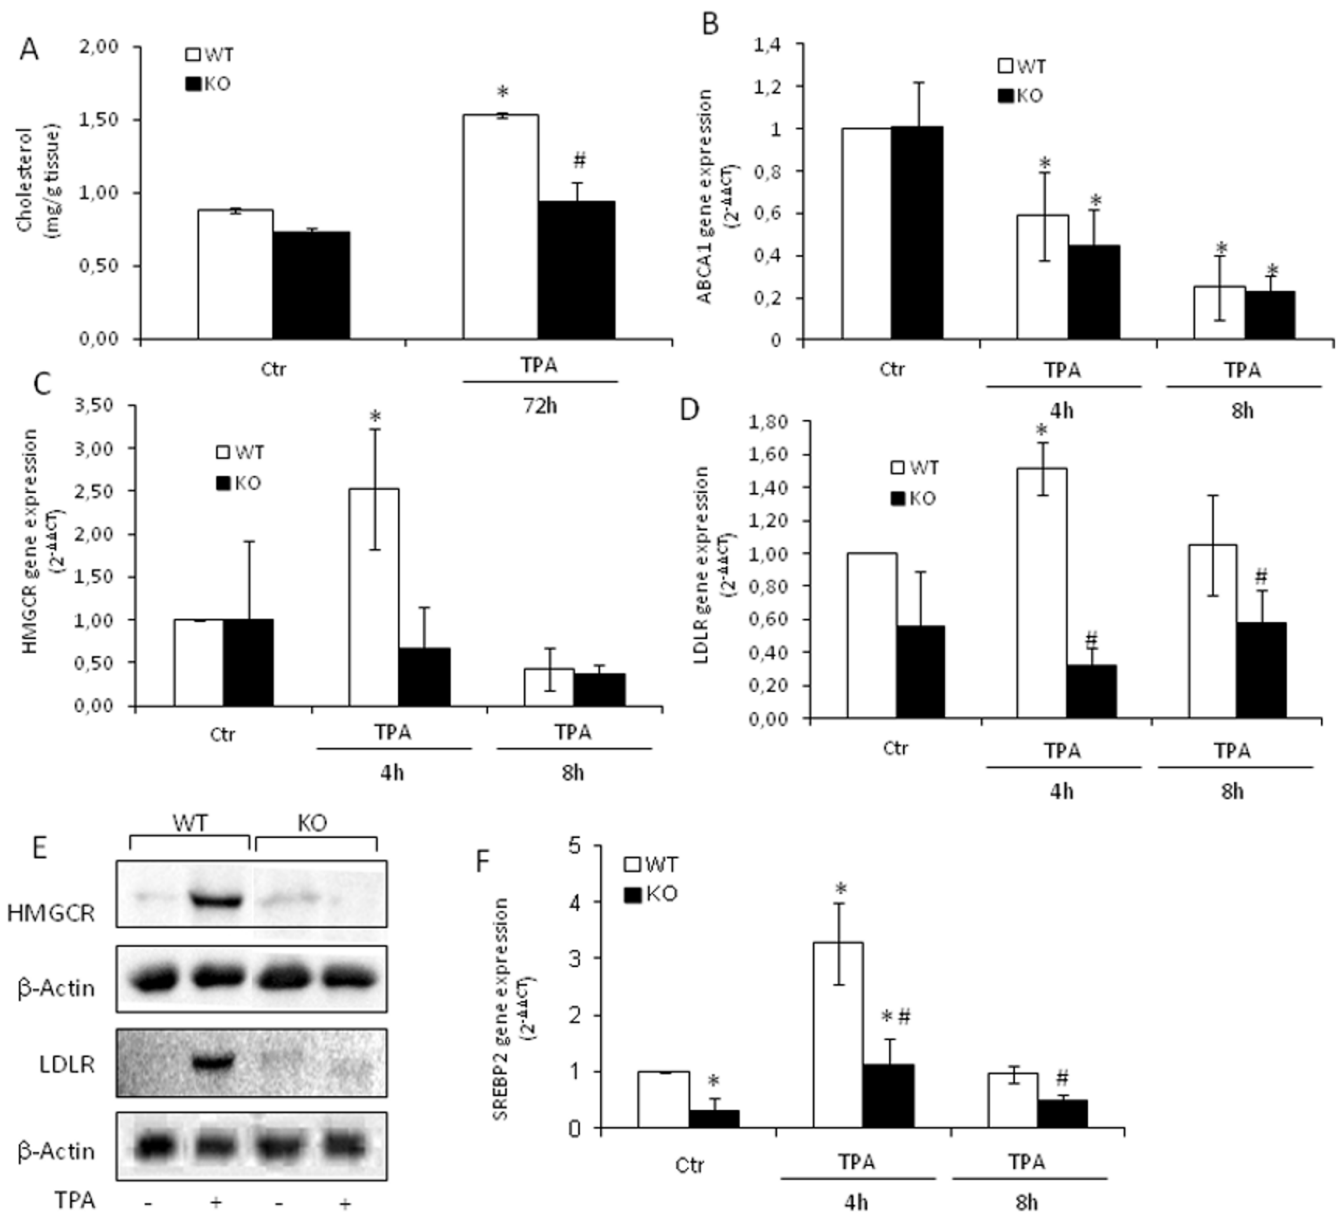 A
2,00
1,50
1,00
0,50
0,00
Cholesterol
(mg/g tissue)
WT
KO
*
#
Ctr
TPA
72h
B
1,4
1,2
1
0,8
0,6
0,4
0,2
0
ABCA1 gene expression
(2-ΔΔCT)
WT
KO
*
*
*
*
Ctr
TPA
TPA
4h
8h
C
3,50
3,00
2,50
2,00
1,50
1,00
0,50
0,00
HMGCR gene expression
(2-ΔΔCT)
WT
KO
*
Ctr
TPA
TPA
4h
8h
D
1,80
1,60
1,40
1,20
1,00
0,80
0,60
0,40
0,20
0,00
LDLR gene expression
(2-ΔΔCT)
WT
KO
*
#
#
Ctr
TPA
TPA
4h
8h
E
WT KO
HMGCR
β-Actin
LDLR
β-Actin
TPA - + - +
F
5
4
3
2
1
0
SREBP2 gene expression
(2-ΔΔCT)
WT
KO
*
*
* #
#
Ctr
TPA
TPA
4h
8h